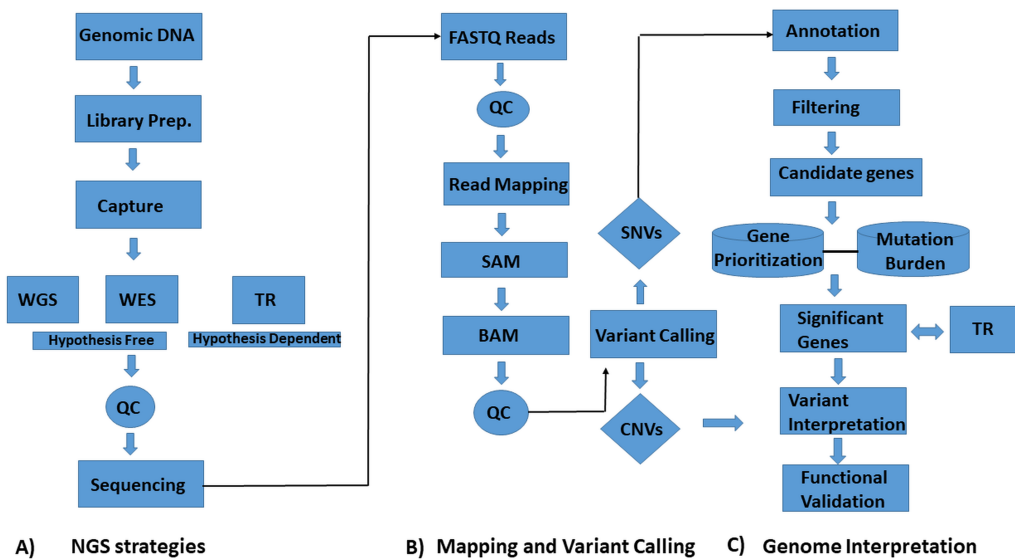 Genomic DNA
Library Prep.
Capture
WGS
WES
TR
Hypothesis Free
Hypothesis Dependent
QC
Sequencing
A) NGS strategies
FASTQ Reads
QC
Read Mapping
SAM
BAM
QC
SNVs
Variant Calling
CNVs
B) Mapping and Variant Calling
Annotation
Filtering
Candidate genes
Gene
Prioritization
Mutation
Burden
Significant
Genes
TR
Variant
Interpretation
Functional
Validation
C) Genome Interpretation